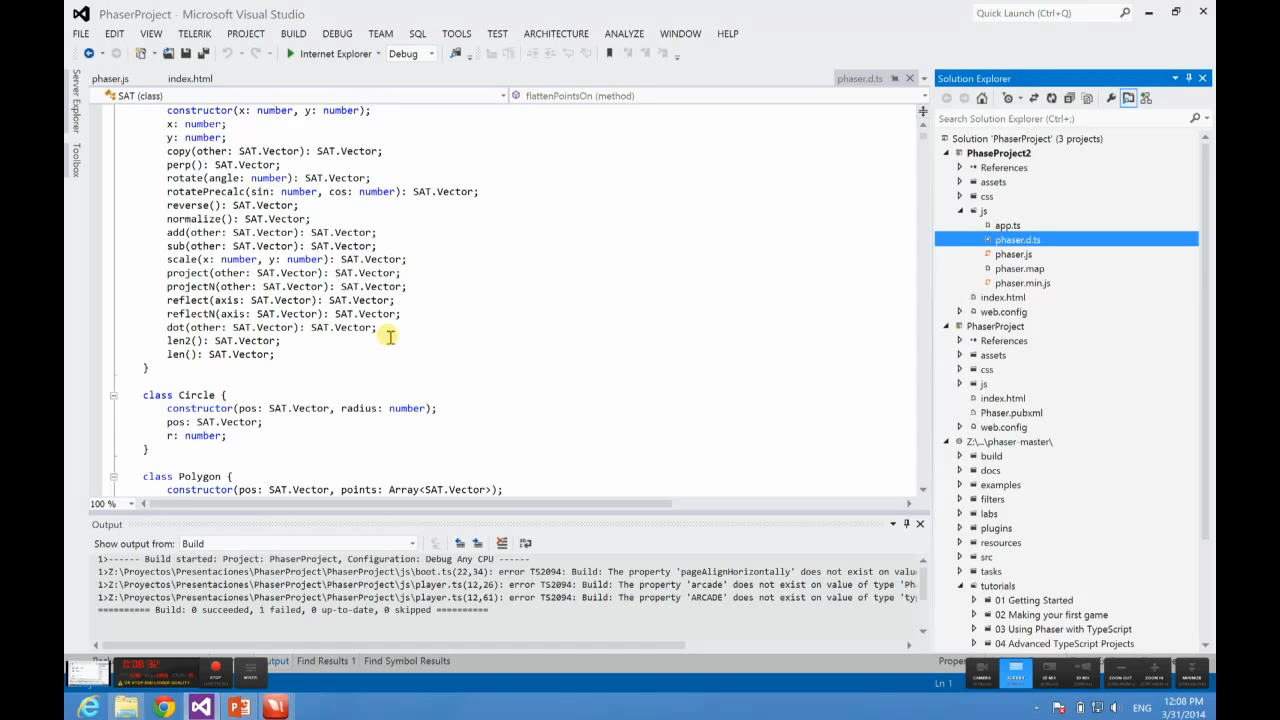 PhaserProject - Microsoft Visual Studio
Quick Launch (Ctrl+Q)
FILE EDIT VIEW TELERIK PROJECT BUILD DEBUG TEAM SQL TOOLS TEST ARCHITECTURE ANALYZE WINDOW HELP
Internet Explorer Debug
phaser.js index.html phaser.d.ts
SAT (class) flattenPointsOn (method)
Server Explorer
Toolbox
constructor(x: number, y: number);
x: number;
y: number;
copy(other: SAT.Vector): SAT.Vector;
perp(): SAT.Vector;
rotate(angle: number): SAT.Vector;
rotatePrecalc(sin: number, cos: number): SAT.Vector;
reverse(): SAT.Vector;
normalize(): SAT.Vector;
add(other: SAT.Vector): SAT.Vector;
sub(other: SAT.Vector): SAT.Vector;
scale(x: number, y: number): SAT.Vector;
project(other: SAT.Vector): SAT.Vector;
projectN(other: SAT.Vector): SAT.Vector;
reflect(axis: SAT.Vector): SAT.Vector;
reflectN(axis: SAT.Vector): SAT.Vector;
dot(other: SAT.Vector): SAT.Vector;
len2(): SAT.Vector;
len(): SAT.Vector;
}
class Circle {
constructor(pos: SAT.Vector, radius: number);
pos: SAT.Vector;
r: number;
}
class Polygon {
constructor(pos: SAT.Vector, points: Array<SAT.Vector>);
100 %
Output
Show output from: Build
1>------ Build started: Project: PhaserProject, Configuration: Debug Any CPU ------
1>Z:\Proyectos\Presentaciones\PhaserProject\PhaserProject\js\boot.ts(22,34): error TS2094: Build: The property 'pageAlignHorizontally' does not exist on valu
1>Z:\Proyectos\Presentaciones\PhaserProject\PhaserProject\js\player.ts(12,26): error TS2094: Build: The property 'arcade' does not exist on value of type 'Ph
1>Z:\Proyectos\Presentaciones\PhaserProject\PhaserProject\js\player.ts(12,61): error TS2094: Build: The property 'ARCADE' does not exist on value of type 'ty
========== Build: 0 succeeded, 1 failed, 0 up-to-date, 0 skipped ==========
Find Results 1 Find Symbol Results
Solution Explorer
Search Solution Explorer (Ctrl+;)
Solution 'PhaserProject' (3 projects)
PhaseProject2
References
assets
css
js
app.ts
phaser.d.ts
phaser.js
phaser.map
phaser.min.js
index.html
web.config
PhaserProject
References
assets
css
js
index.html
Phaser.pubxml
web.config
Z:\...\phaser-master\
build
docs
examples
filters
labs
plugins
resources
src
tasks
tutorials
01 Getting Started
02 Making your first game
03 Using Phaser with TypeScript
04 Advanced TypeScript Projects
Ln 1
STOP
MIXER
CAMERA
SCREEN
ZOOM OUT
ZOOM IN
MINIMIZE
ENG
12:08 PM
3/31/2014